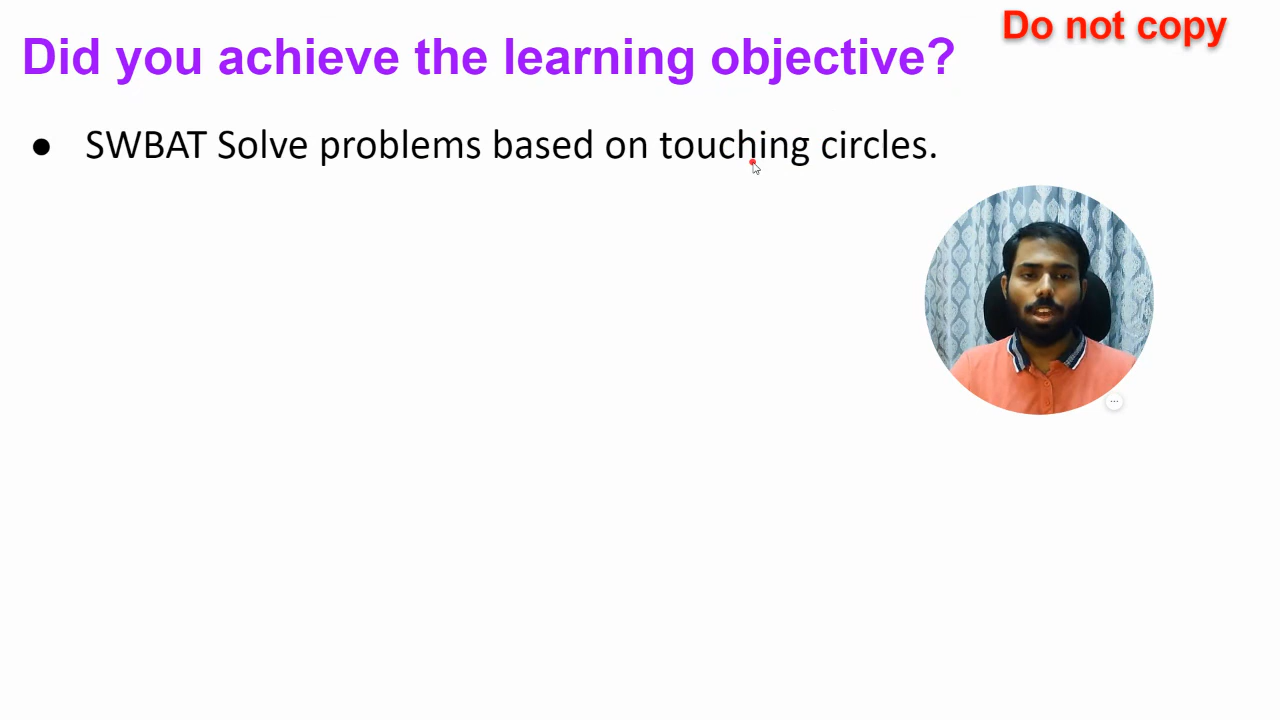 Do not copy
Did you achieve the learning objective?
● SWBAT Solve problems based on touching circles.